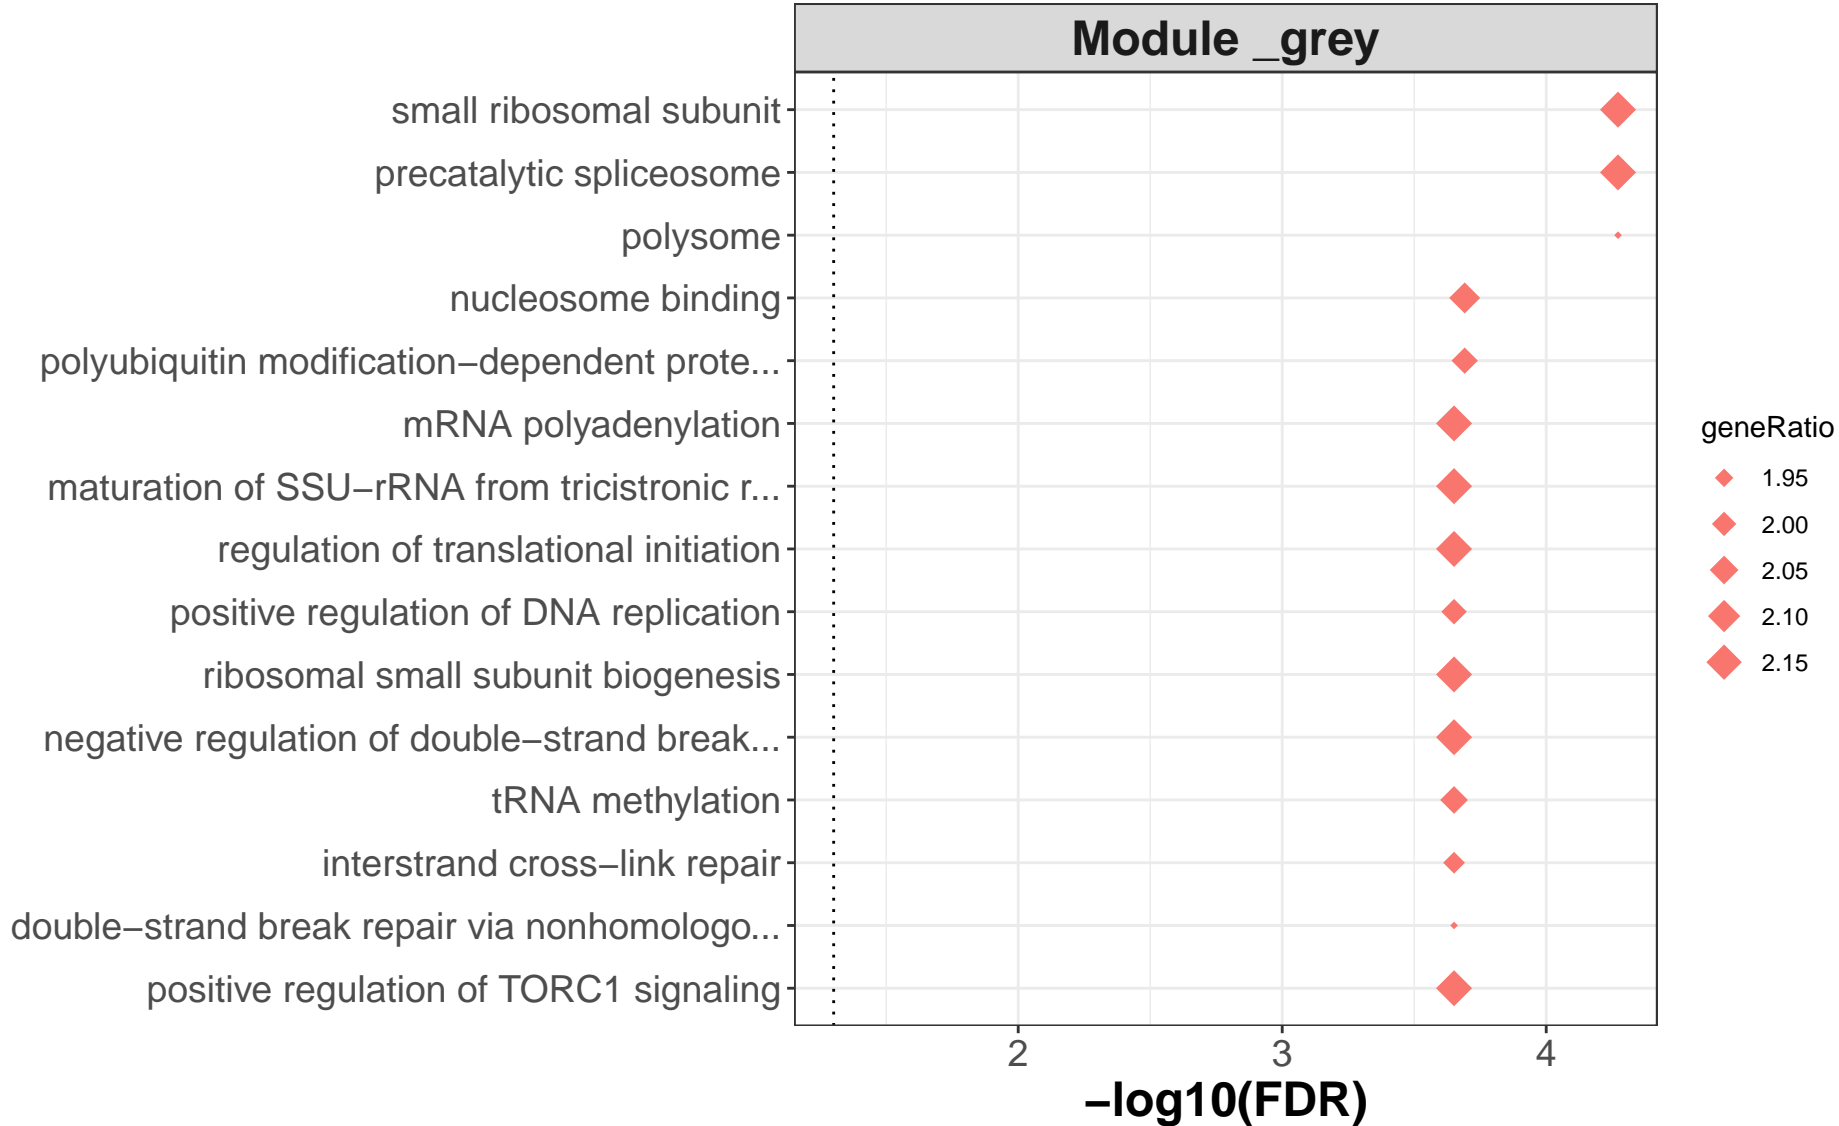 Module _grey
small ribosomal subunit
precatalytic spliceosome
polysome
nucleosome binding
polyubiquitin modification−dependent prote...
mRNA polyadenylation
maturation of SSU−rRNA from tricistronic r...
regulation of translational initiation
positive regulation of DNA replication
ribosomal small subunit biogenesis
negative regulation of double−strand break...
tRNA methylation
interstrand cross−link repair
double−strand break repair via nonhomologo...
positive regulation of TORC1 signaling
2 3 4
−log10(FDR)
geneRatio
1.95
2.00
2.05
2.10
2.15